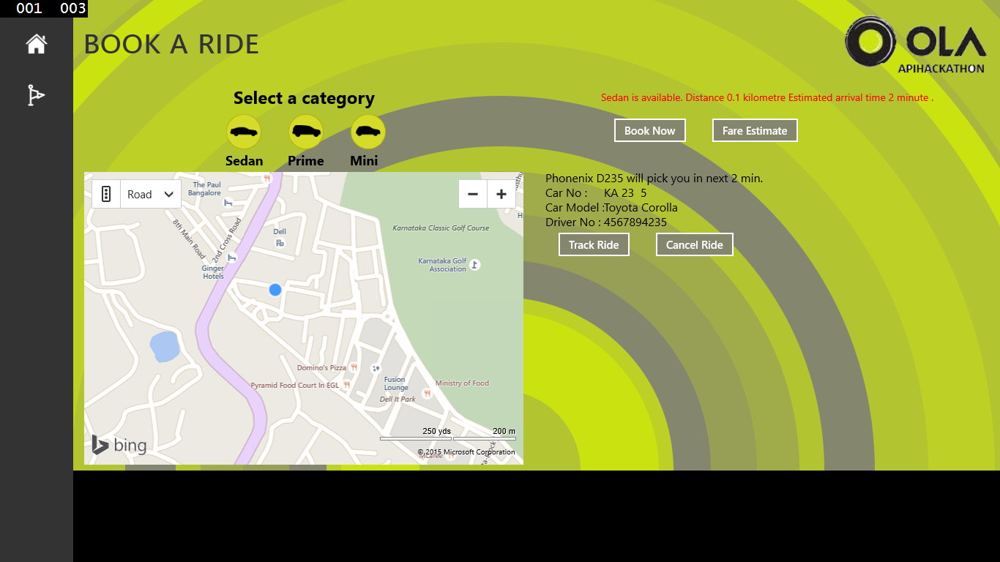 001 003
BOOK A RIDE
OLA
APIHACKATHON
Select a category
Sedan is available. Distance 0.1 kilometre Estimated arrival time 2 minute .
Book Now
Fare Estimate
Sedan
Prime
Mini
Phonenix D235 will pick you in next 2 min.
Car No : KA 23 5
Car Model :Toyota Corolla
Driver No : 4567894235
Track Ride
Cancel Ride
Road
The Paul
Bangalore
8th Main Road
2nd Cross Road
Dell
Ginger
Hotels
Karnataka Classic Golf Course
Karnataka Golf
Association
Domino's Pizza
Pyramid Food Court In EGL
Fusion
Lounge
Ministry of Food
Dell It Park
250 yds
200 m
bing
© 2015 Microsoft Corporation